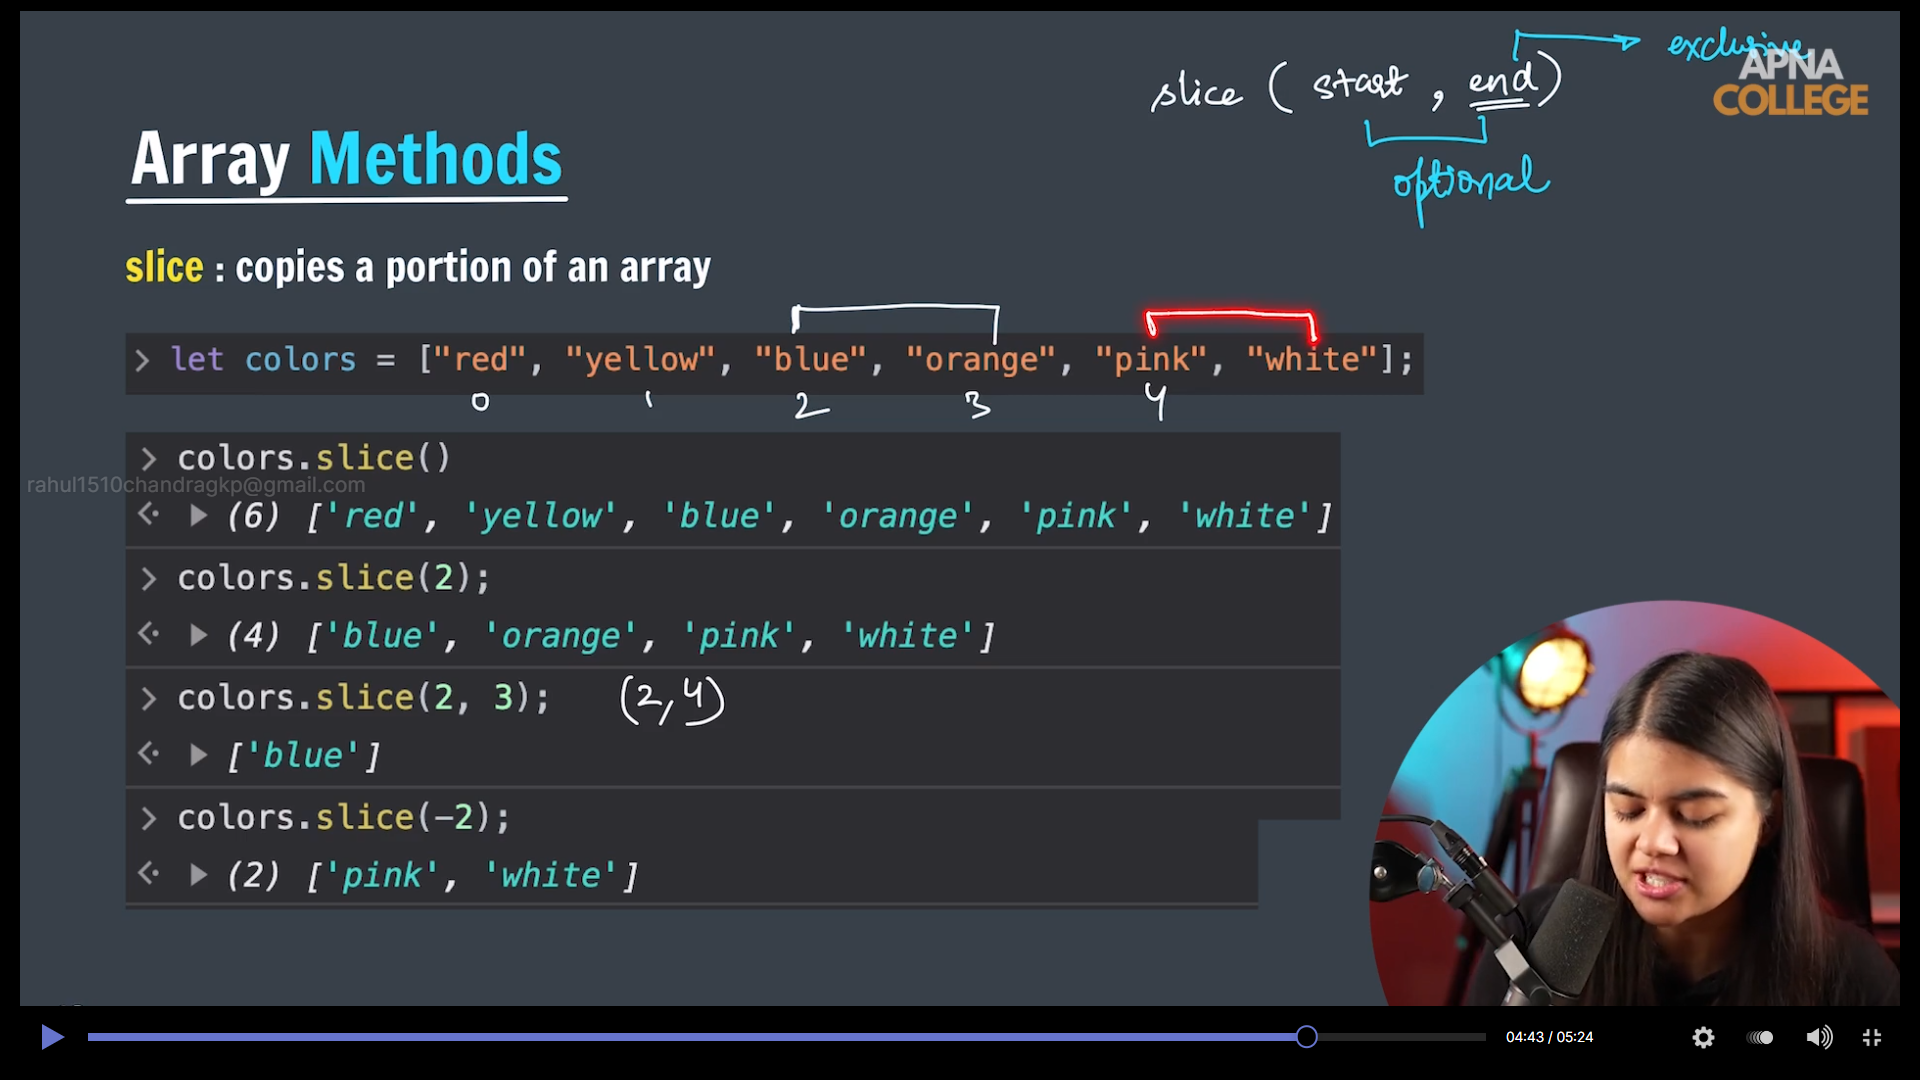 exclusive
APNA
COLLEGE
slice ( start , end )
optional
Array Methods
slice : copies a portion of an array
> let colors = ["red", "yellow", "blue", "orange", "pink", "white"];
0 1 2 3 4
> colors.slice()
rahul1510chandragkp@gmail.com
(6) ['red', 'yellow', 'blue', 'orange', 'pink', 'white']
> colors.slice(2);
(4) ['blue', 'orange', 'pink', 'white']
> colors.slice(2, 3); (2,4)
['blue']
> colors.slice(-2);
(2) ['pink', 'white']
04:43 / 05:24